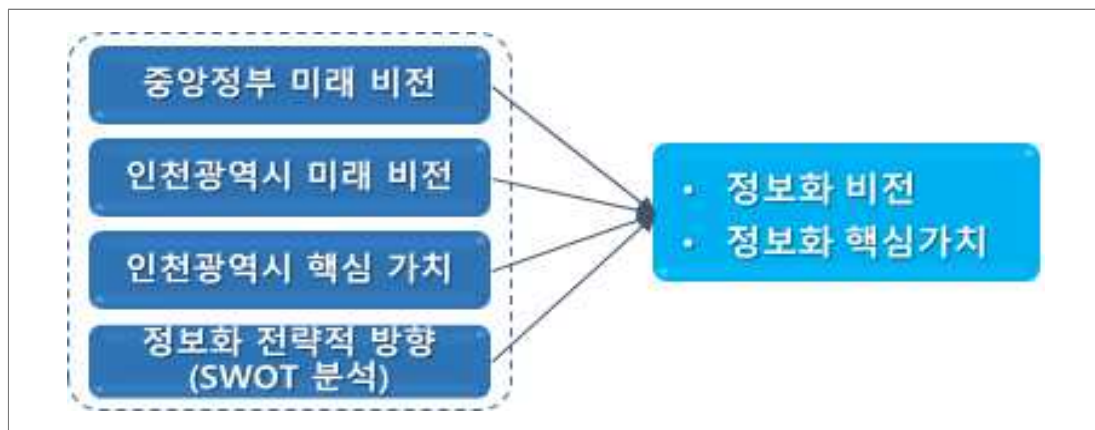 중앙정부 미래 비전
인천광역시 미래 비전
인천광역시 핵심 가치
정보화 전략적 방향
(SWOT 분석)
• 정보화 비전
• 정보화 핵심가치